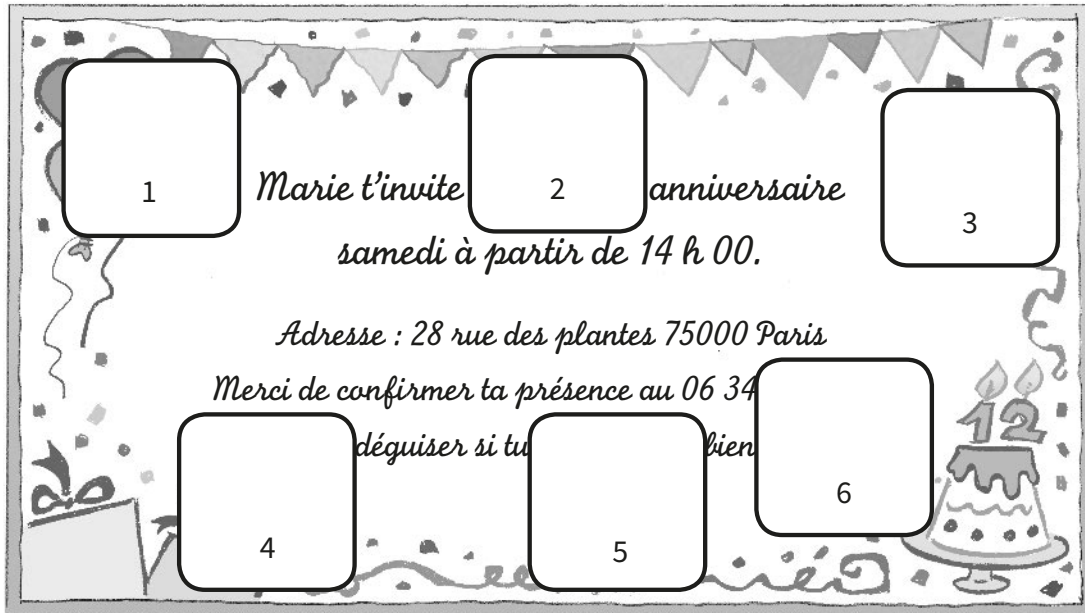 1
2
3
Marie t'invite anniversaire
samedi à partir de 14 h 00.
Adresse : 28 rue des plantes 75000 Paris
Merci de confirmer ta présence au 06 34
déguiser si tu bien
4
5
6
12